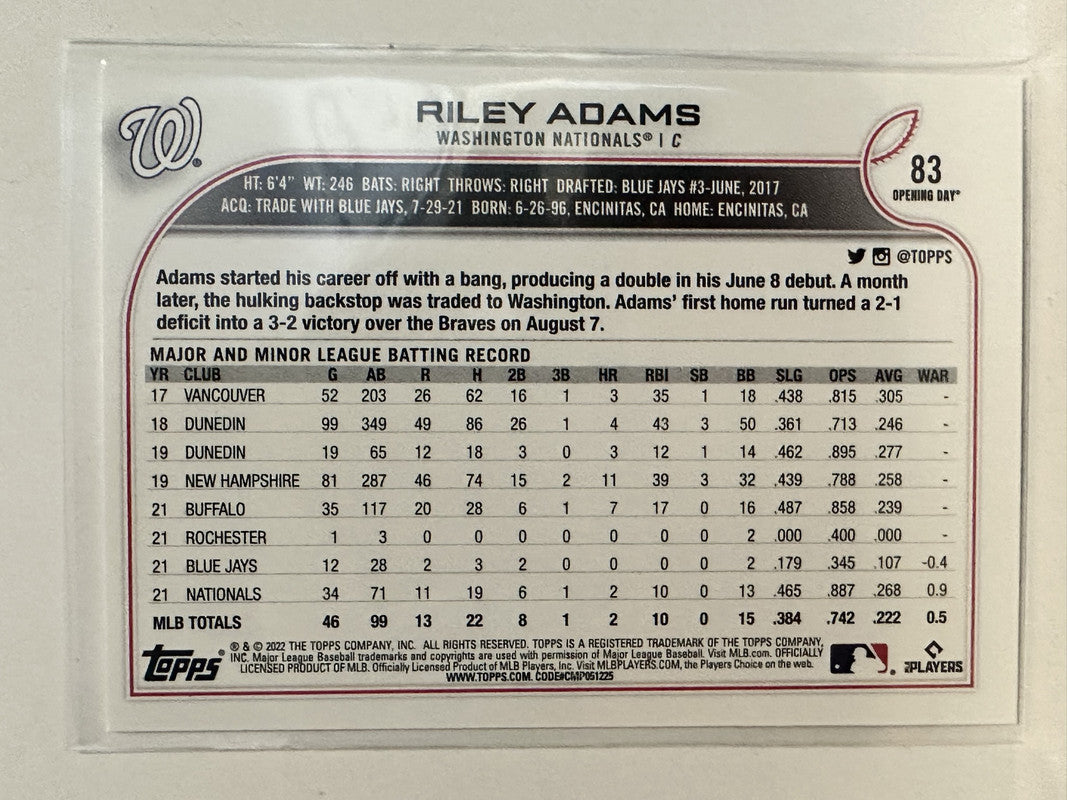 W®
RILEY ADAMS
WASHINGTON NATIONALS® | C
83
OPENING DAY®
HT: 6'4" WT: 246 BATS: RIGHT THROWS: RIGHT DRAFTED: BLUE JAYS #3-JUNE, 2017
ACQ: TRADE WITH BLUE JAYS, 7-29-21 BORN: 6-26-96, ENCINITAS, CA HOME: ENCINITAS, CA
@TOPPS
Adams started his career off with a bang, producing a double in his June 8 debut. A month
later, the hulking backstop was traded to Washington. Adams' first home run turned a 2-1
deficit into a 3-2 victory over the Braves on August 7.
MAJOR AND MINOR LEAGUE BATTING RECORD
YR CLUB G AB R H 2B 3B HR RBI SB BB SLG OPS AVG WAR
17 VANCOUVER 52 203 26 62 16 1 3 35 1 18 .438 .815 .305 -
18 DUNEDIN 99 349 49 86 26 1 4 43 3 50 .361 .713 .246 -
19 DUNEDIN 19 65 12 18 3 0 3 12 1 14 .462 .895 .277 -
19 NEW HAMPSHIRE 81 287 46 74 15 2 11 39 3 32 .439 .788 .258 -
21 BUFFALO 35 117 20 28 6 1 7 17 0 16 .487 .858 .239 -
21 ROCHESTER 1 3 0 0 0 0 0 0 0 2 .000 .400 .000 -
21 BLUE JAYS 12 28 2 3 2 0 0 0 0 2 .179 .345 .107 -0.4
21 NATIONALS 34 71 11 19 6 1 2 10 0 13 .465 .887 .268 0.9
MLB TOTALS 46 99 13 22 8 1 2 10 0 15 .384 .742 .222 0.5
Topps®
® & © 2022 THE TOPPS COMPANY, INC. ALL RIGHTS RESERVED. TOPPS IS A REGISTERED TRADEMARK OF THE TOPPS COMPANY,
INC. Major League Baseball trademarks and copyrights are used with permission of Major League Baseball. Visit MLB.com. OFFICIALLY
LICENSED PRODUCT OF MLB. Officially Licensed Product of MLB Players, Inc. Visit MLBPLAYERS.COM, the Players Choice on the web.
WWW.TOPPS.COM. CODE#CMP051225
MLBPLAYERS